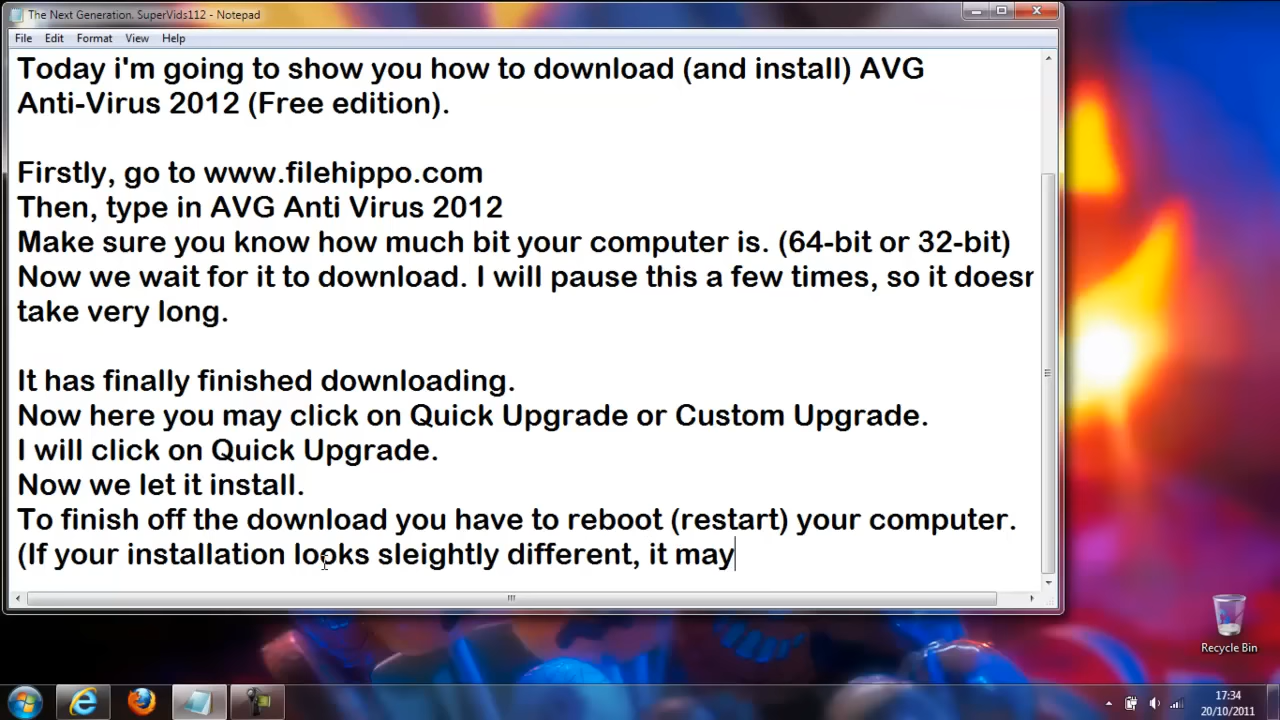 The Next Generation. SuperVids112 - Notepad
File Edit Format View Help
Today i'm going to show you how to download (and install) AVG
Anti-Virus 2012 (Free edition).
Firstly, go to www.filehippo.com
Then, type in AVG Anti Virus 2012
Make sure you know how much bit your computer is. (64-bit or 32-bit)
Now we wait for it to download. I will pause this a few times, so it doesn
take very long.
It has finally finished downloading.
Now here you may click on Quick Upgrade or Custom Upgrade.
I will click on Quick Upgrade.
Now we let it install.
To finish off the download you have to reboot (restart) your computer.
(If your installation looks sleightly different, it may
Recycle Bin
17:34
20/10/2011